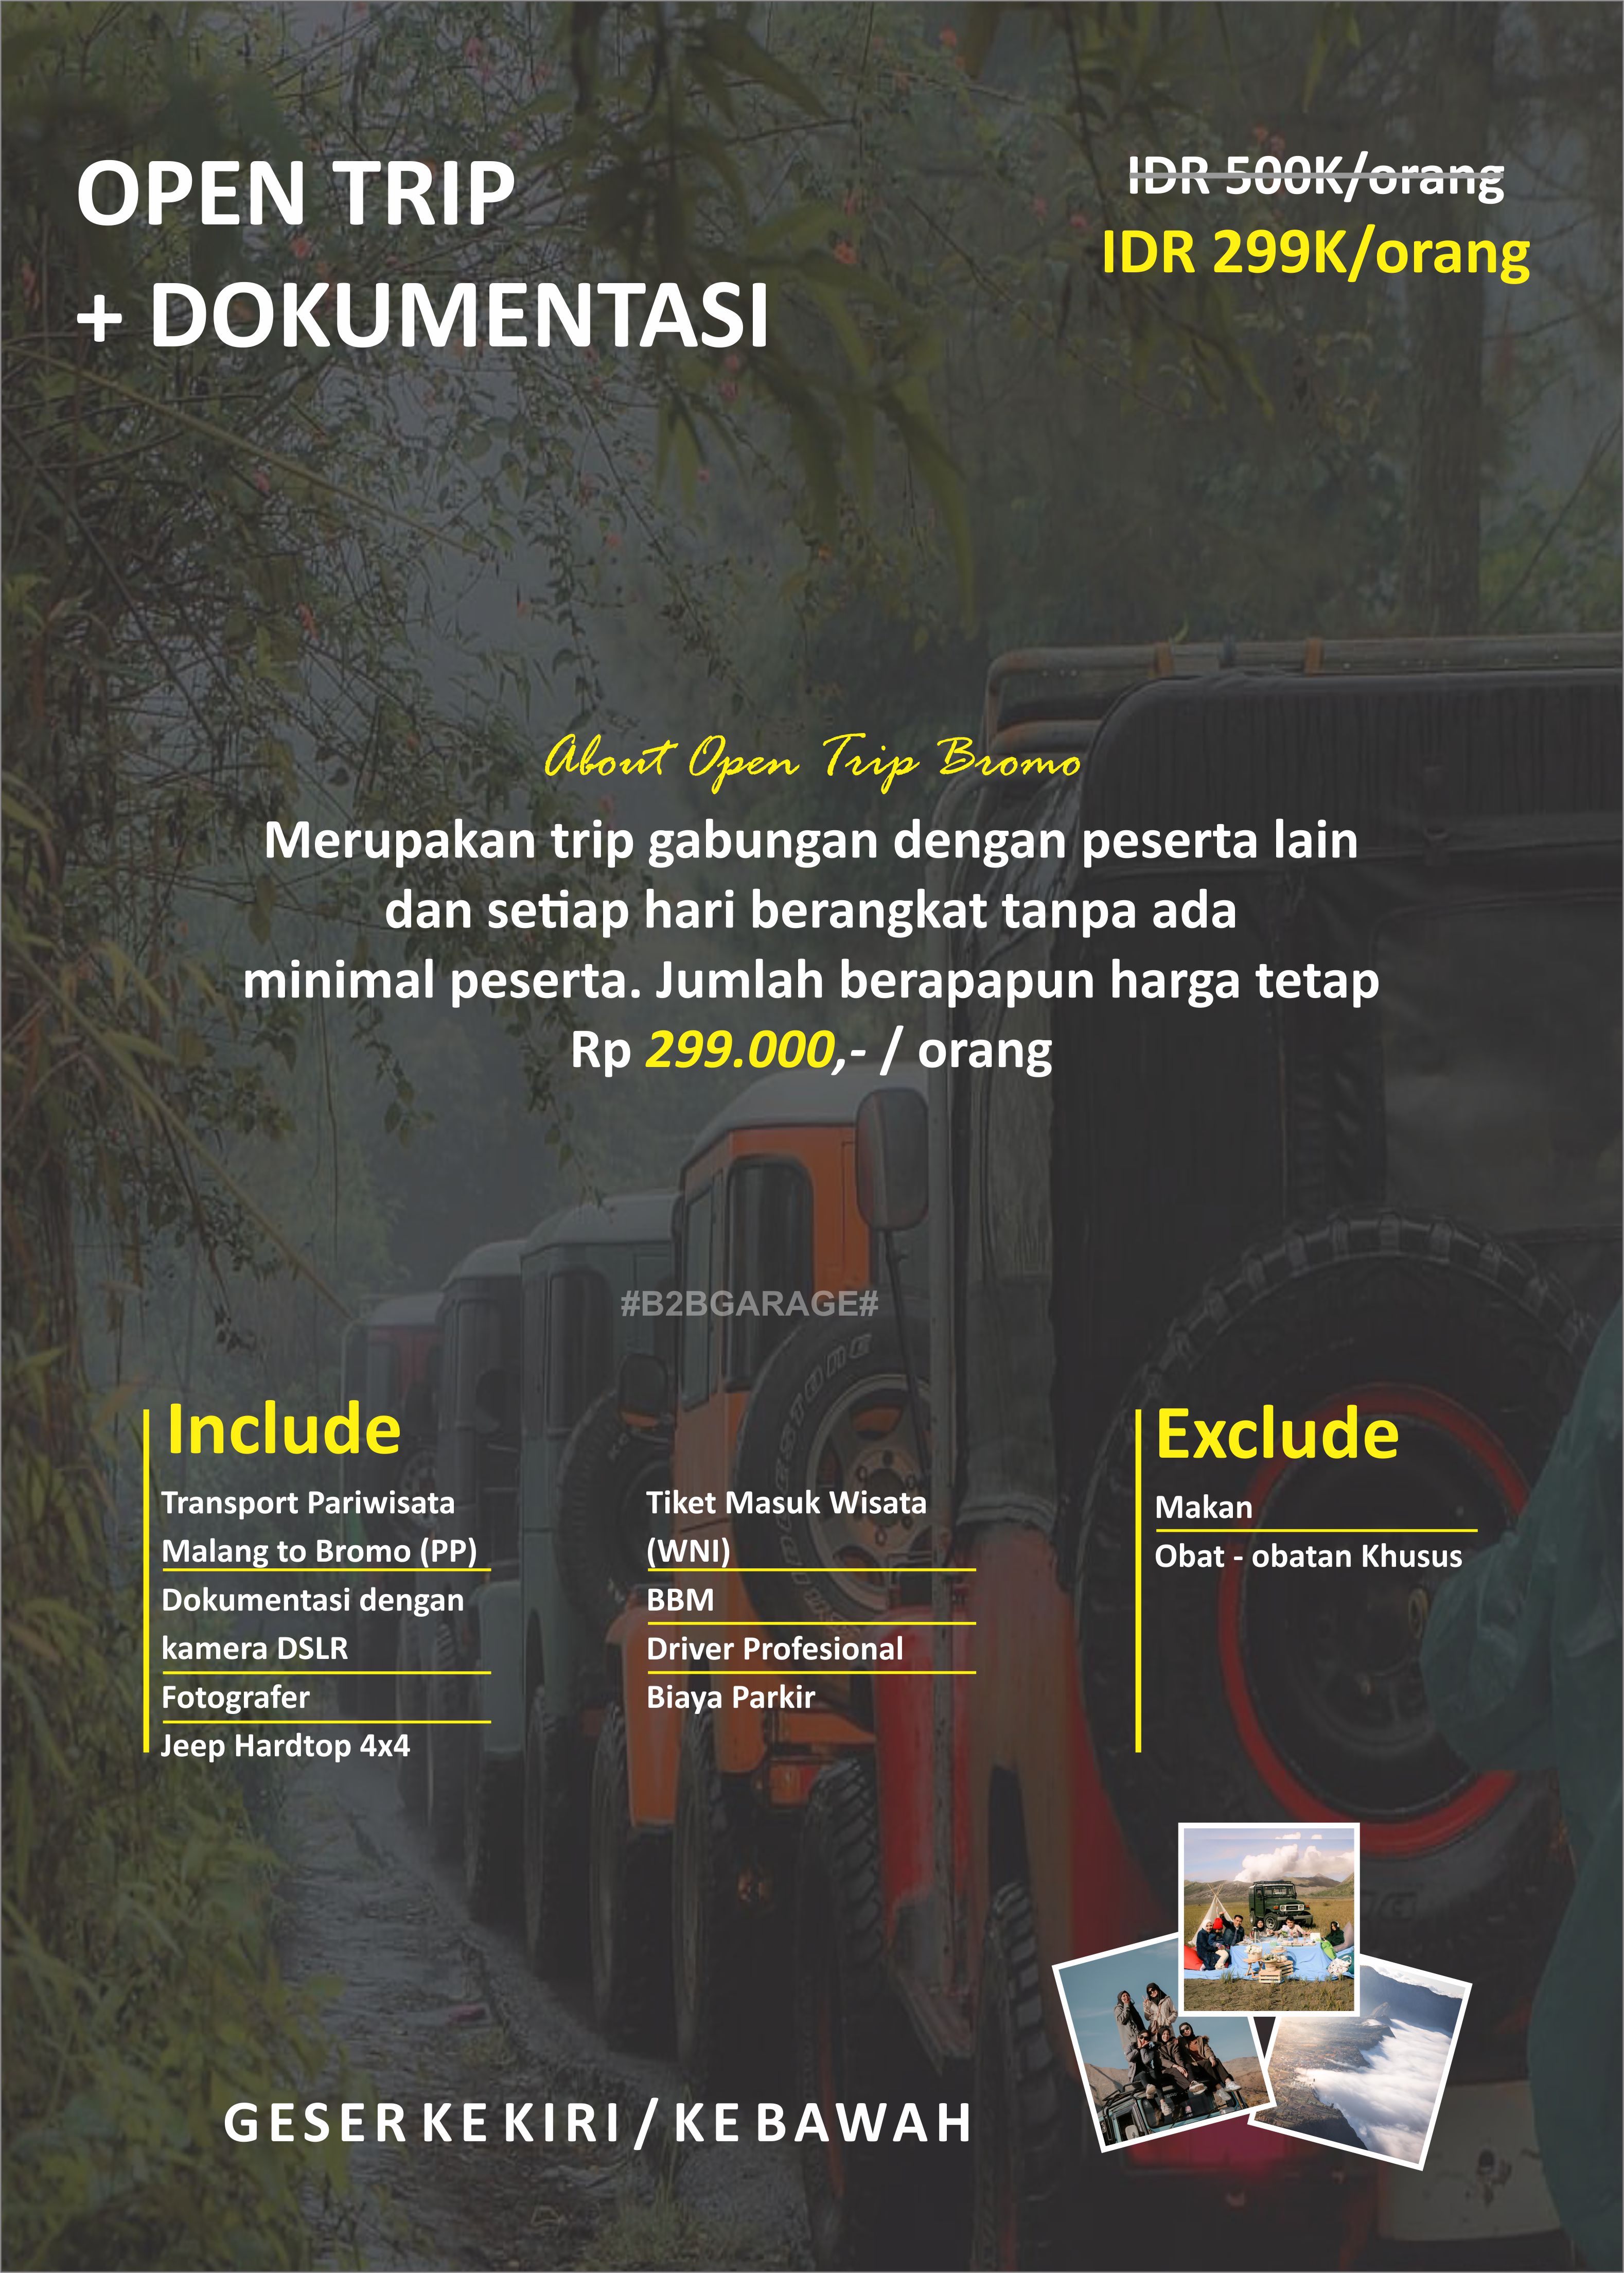 OPEN TRIP
+ DOKUMENTASI
IDR 500K/orang
IDR 299K/orang
About Open Trip Bromo
Merupakan trip gabungan dengan peserta lain
dan setiap hari berangkat tanpa ada
minimal peserta. Jumlah berapapun harga tetap
Rp 299.000,- / orang
#B2BGARAGE#
Include
Transport Pariwisata
Malang to Bromo (PP)
Dokumentasi dengan
kamera DSLR
Fotografer
Jeep Hardtop 4x4
Tiket Masuk Wisata
(WNI)
BBM
Driver Profesional
Biaya Parkir
Exclude
Makan
Obat - obatan Khusus
GESER KE KIRI / KE BAWAH